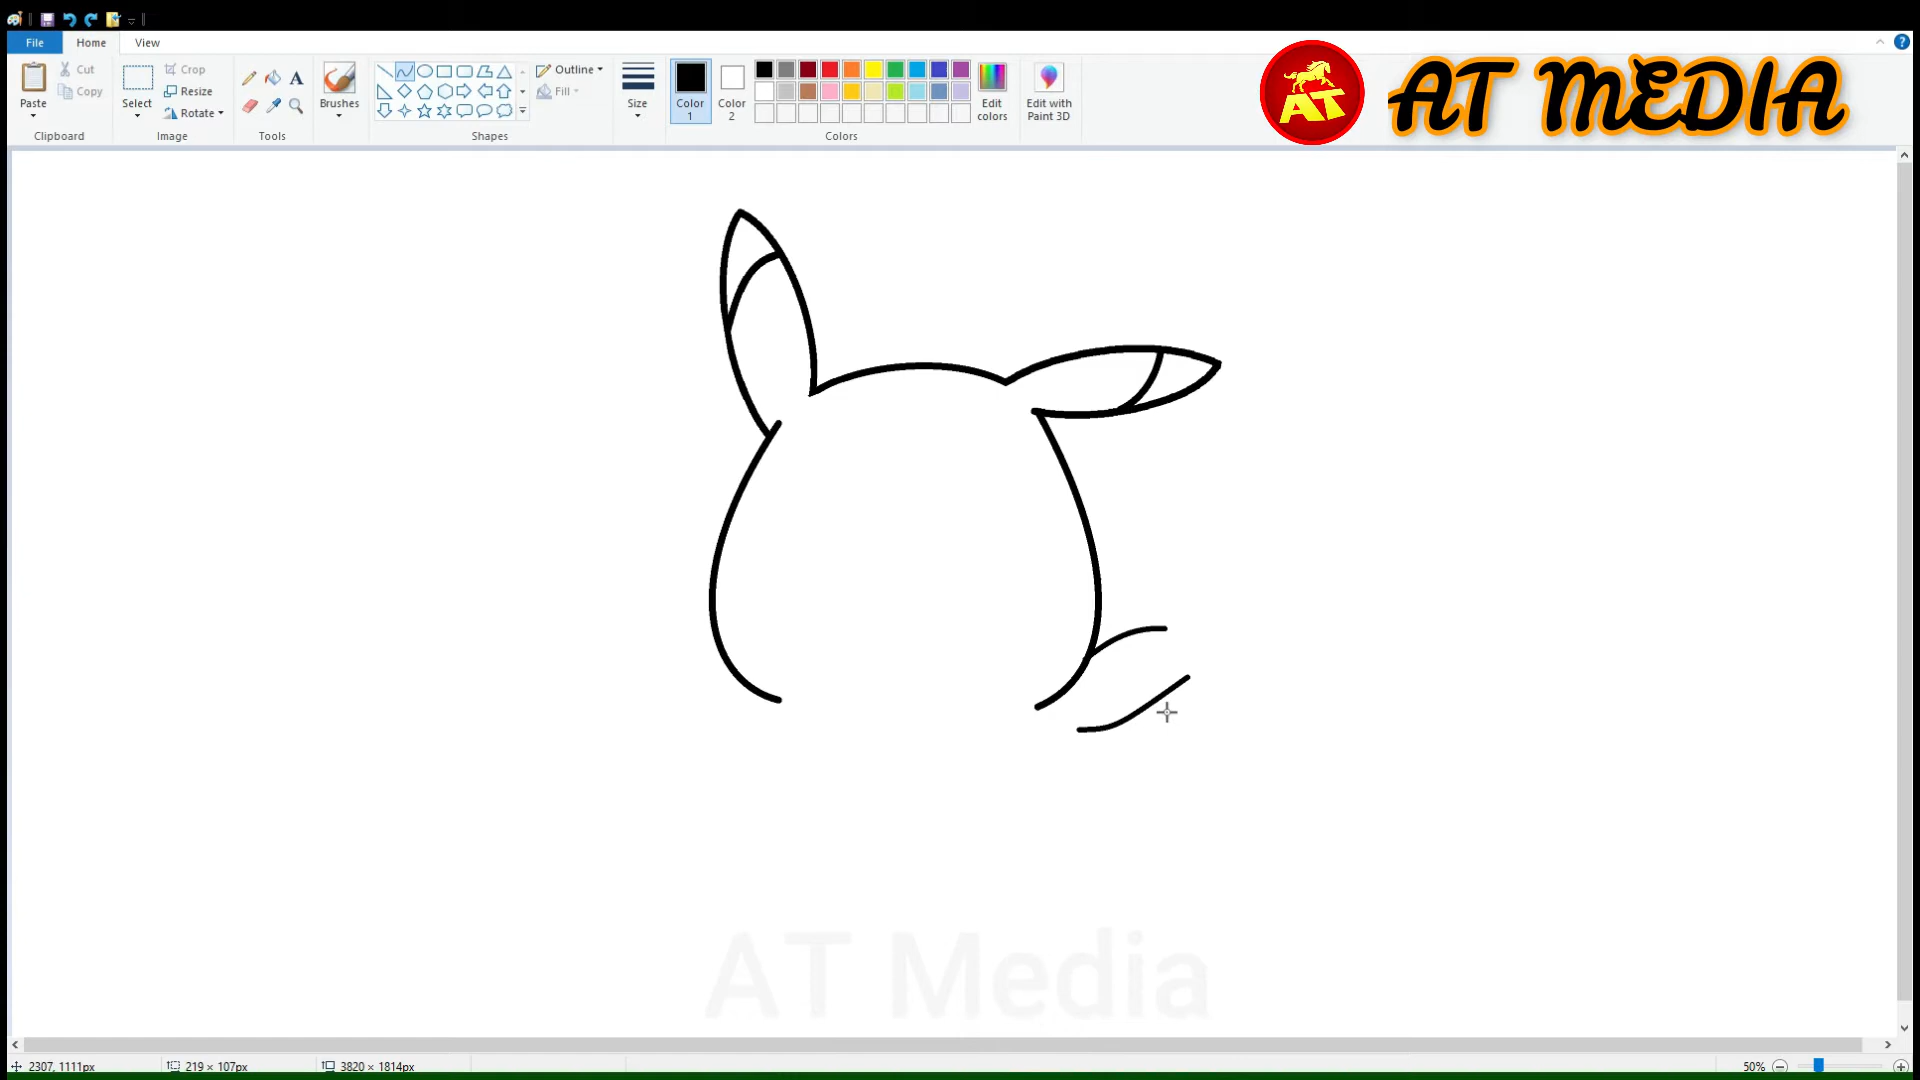 File Home View
AT MEDIA
AT
Paste
Cut
Copy
Clipboard
Select
Crop
Resize
Rotate
Image
A
Tools
Brushes
Shapes
Outline
Fill
Size
Color 1
Color 2
Colors
Edit colors
Edit with Paint 3D
?
AT Media
2307, 1111px 219 × 107px 3820 × 1814px 50%